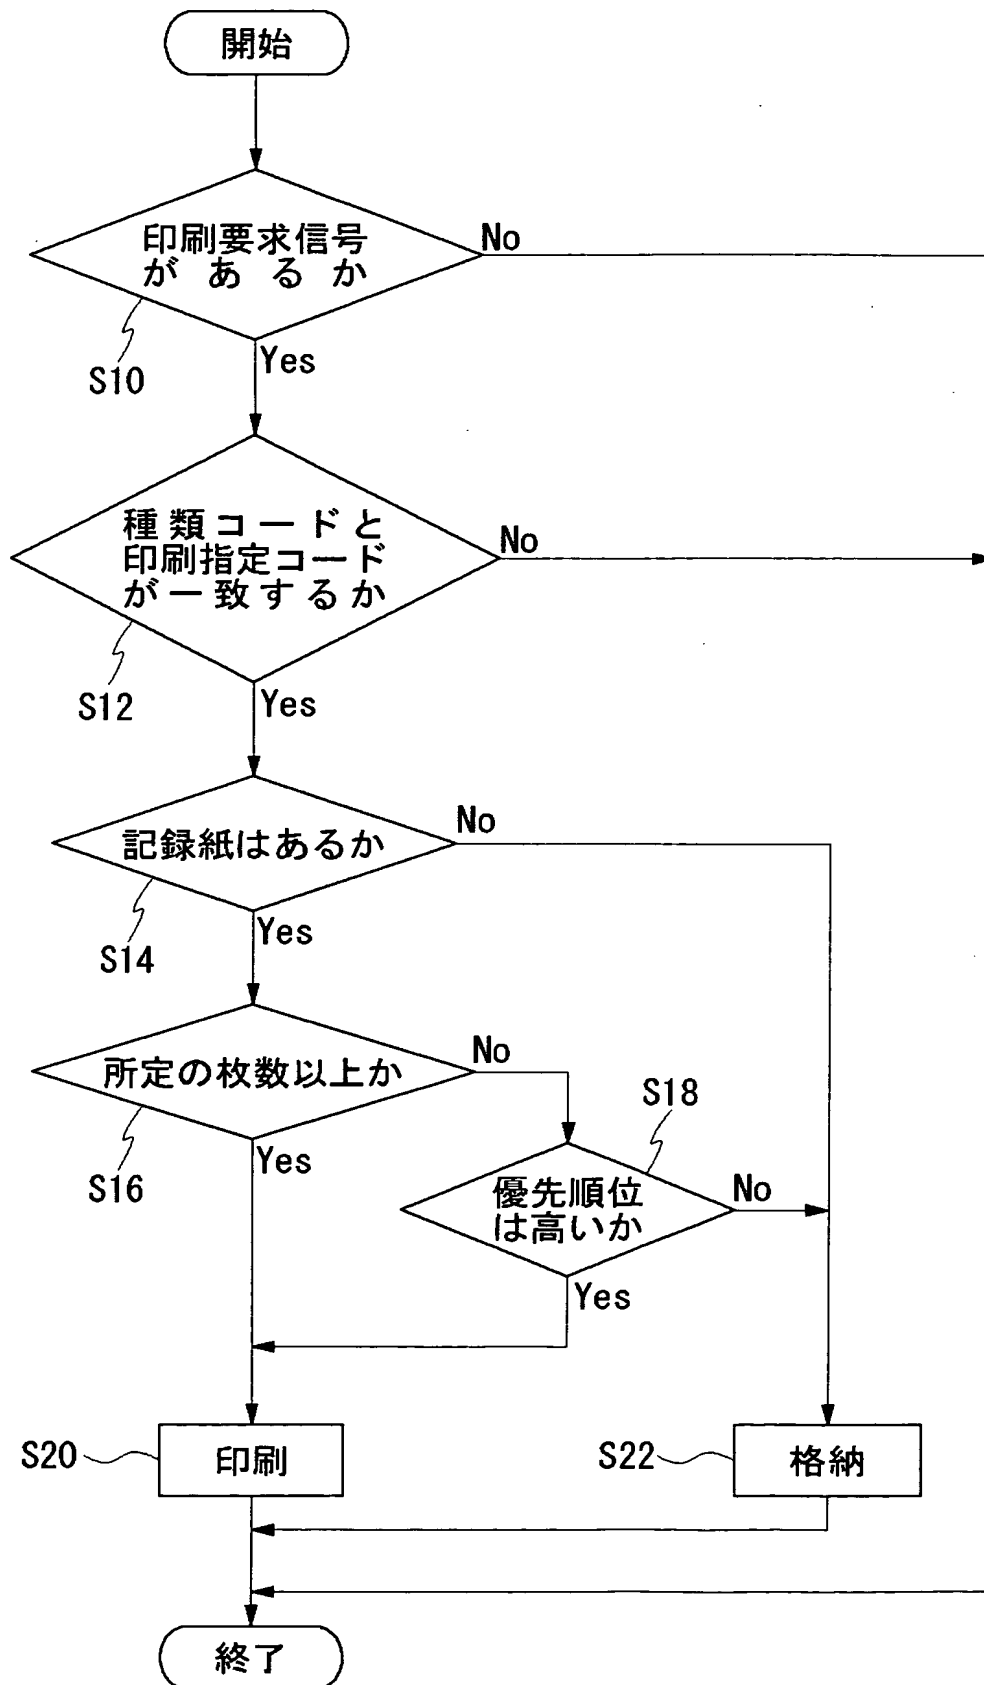 開始
印刷要求信号
があるか
No
Yes
S10
種類コードと
印刷指定コード
が一致するか
No
Yes
S12
記録紙はあるか
No
Yes
S14
所定の枚数以上か
No
Yes
S16
S18
優先順位
は高いか
No
Yes
S20
印刷
S22
格納
終了